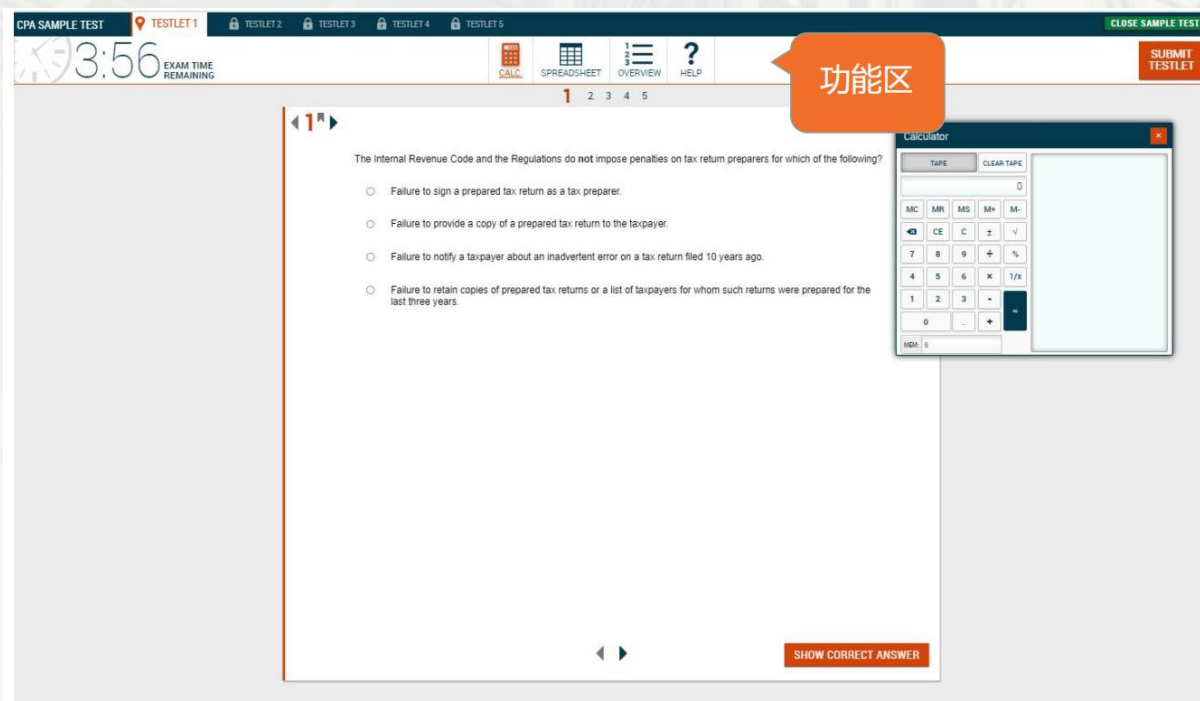 CPA SAMPLE TEST
TESTLET 1
TESTLET 2
TESTLET 3
TESTLET 4
TESTLET 5
CLOSE SAMPLE TEST
3:56 EXAM TIME
REMAINING
CALC.
SPREADSHEET
OVERVIEW
HELP
功能区
SUBMIT
TESTLET
1 2 3 4 5
1
The Internal Revenue Code and the Regulations do not impose penalties on tax return preparers for which of the following?
Failure to sign a prepared tax return as a tax preparer.
Failure to provide a copy of a prepared tax return to the taxpayer.
Failure to notify a taxpayer about an inadvertent error on a tax return filed 10 years ago.
Failure to retain copies of prepared tax returns or a list of taxpayers for whom such returns were prepared for the
last three years.
Calculator
TAPE CLEAR TAPE
0
MC MR MS M+ M-
CE C ± √
7 8 9 ÷ %
4 5 6 × 1/x
1 2 3 - =
0 . +
MEM: 0
SHOW CORRECT ANSWER